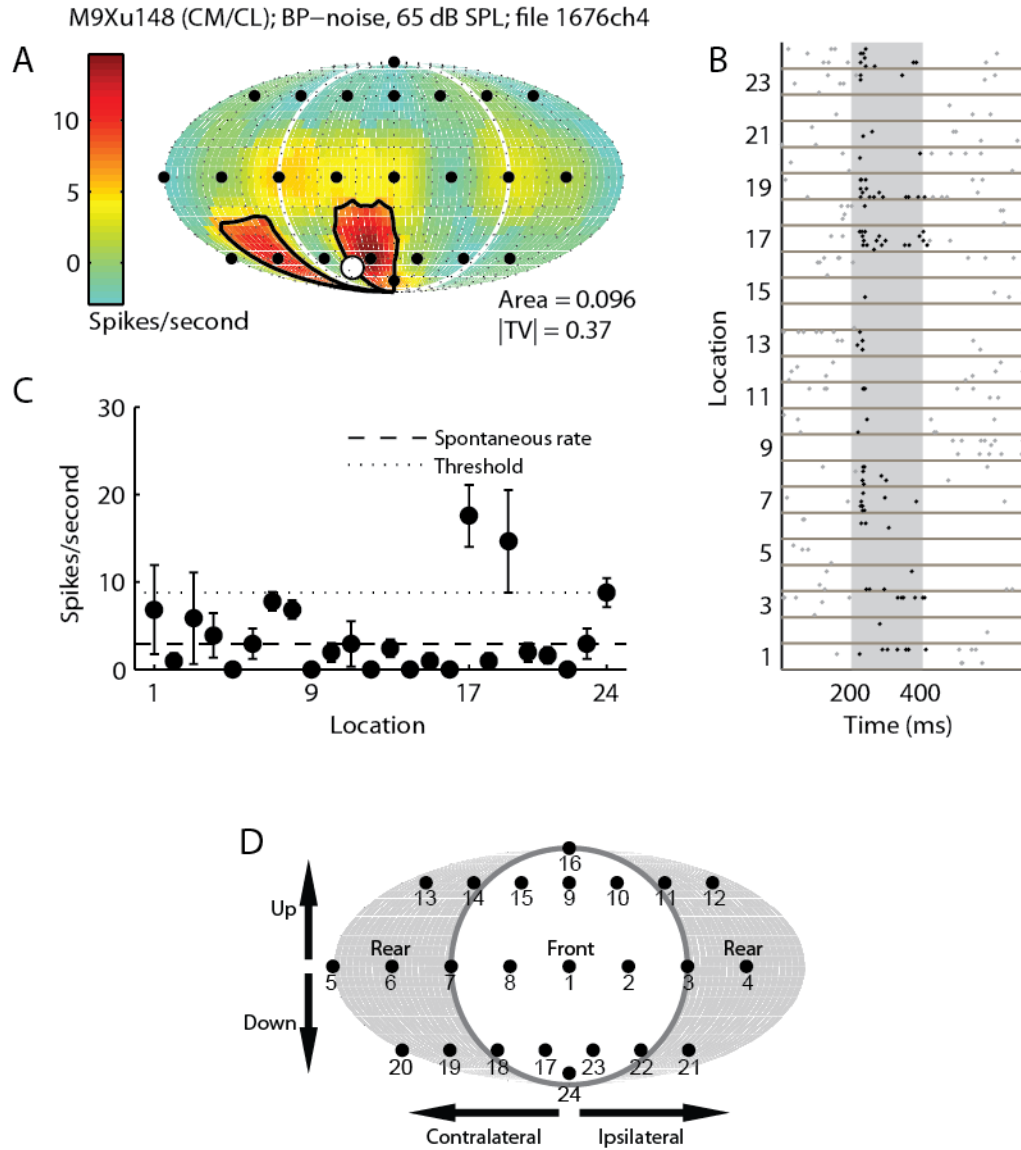 M9Xu148 (CM/CL); BP−noise, 65 dB SPL; file 1676ch4
A
10
5
0
Spikes/second
Area = 0.096
|TV| = 0.37
B
23
21
19
17
15
13
11
9
7
5
3
1
Location
200 400
Time (ms)
C
30
20
10
0
Spikes/second
Spontaneous rate
Threshold
1 9 17 24
Location
D
16
13 14 15 9 10 11 12
Up
Rear Front Rear
5 6 7 8 1 2 3 4
Down
20 19 18 17 23 22 21
24
Contralateral Ipsilateral